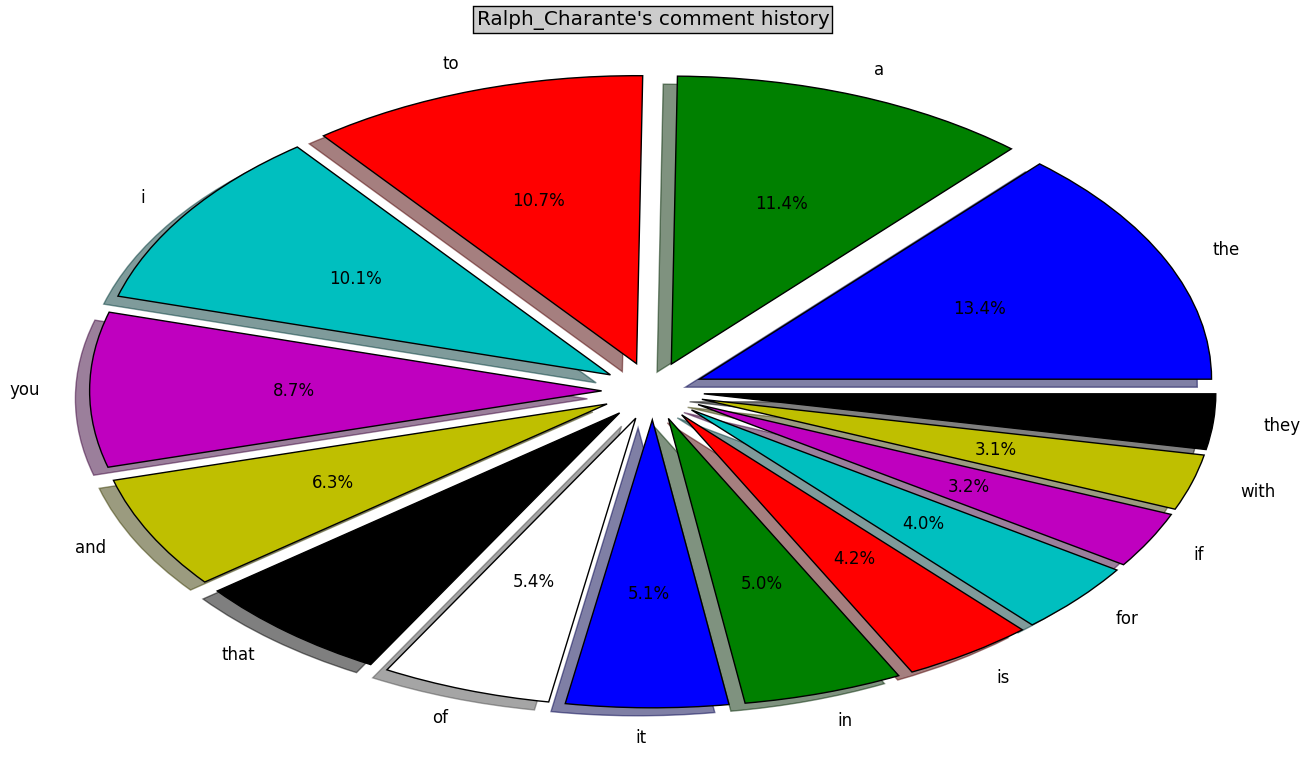 Ralph_Charante's comment history
to
a
i
10.7%
11.4%
the
10.1%
13.4%
you
8.7%
they
3.1%
6.3%
3.2%
with
4.0%
and
if
4.2%
5.4%
5.1%
5.0%
for
that
is
of
in
it